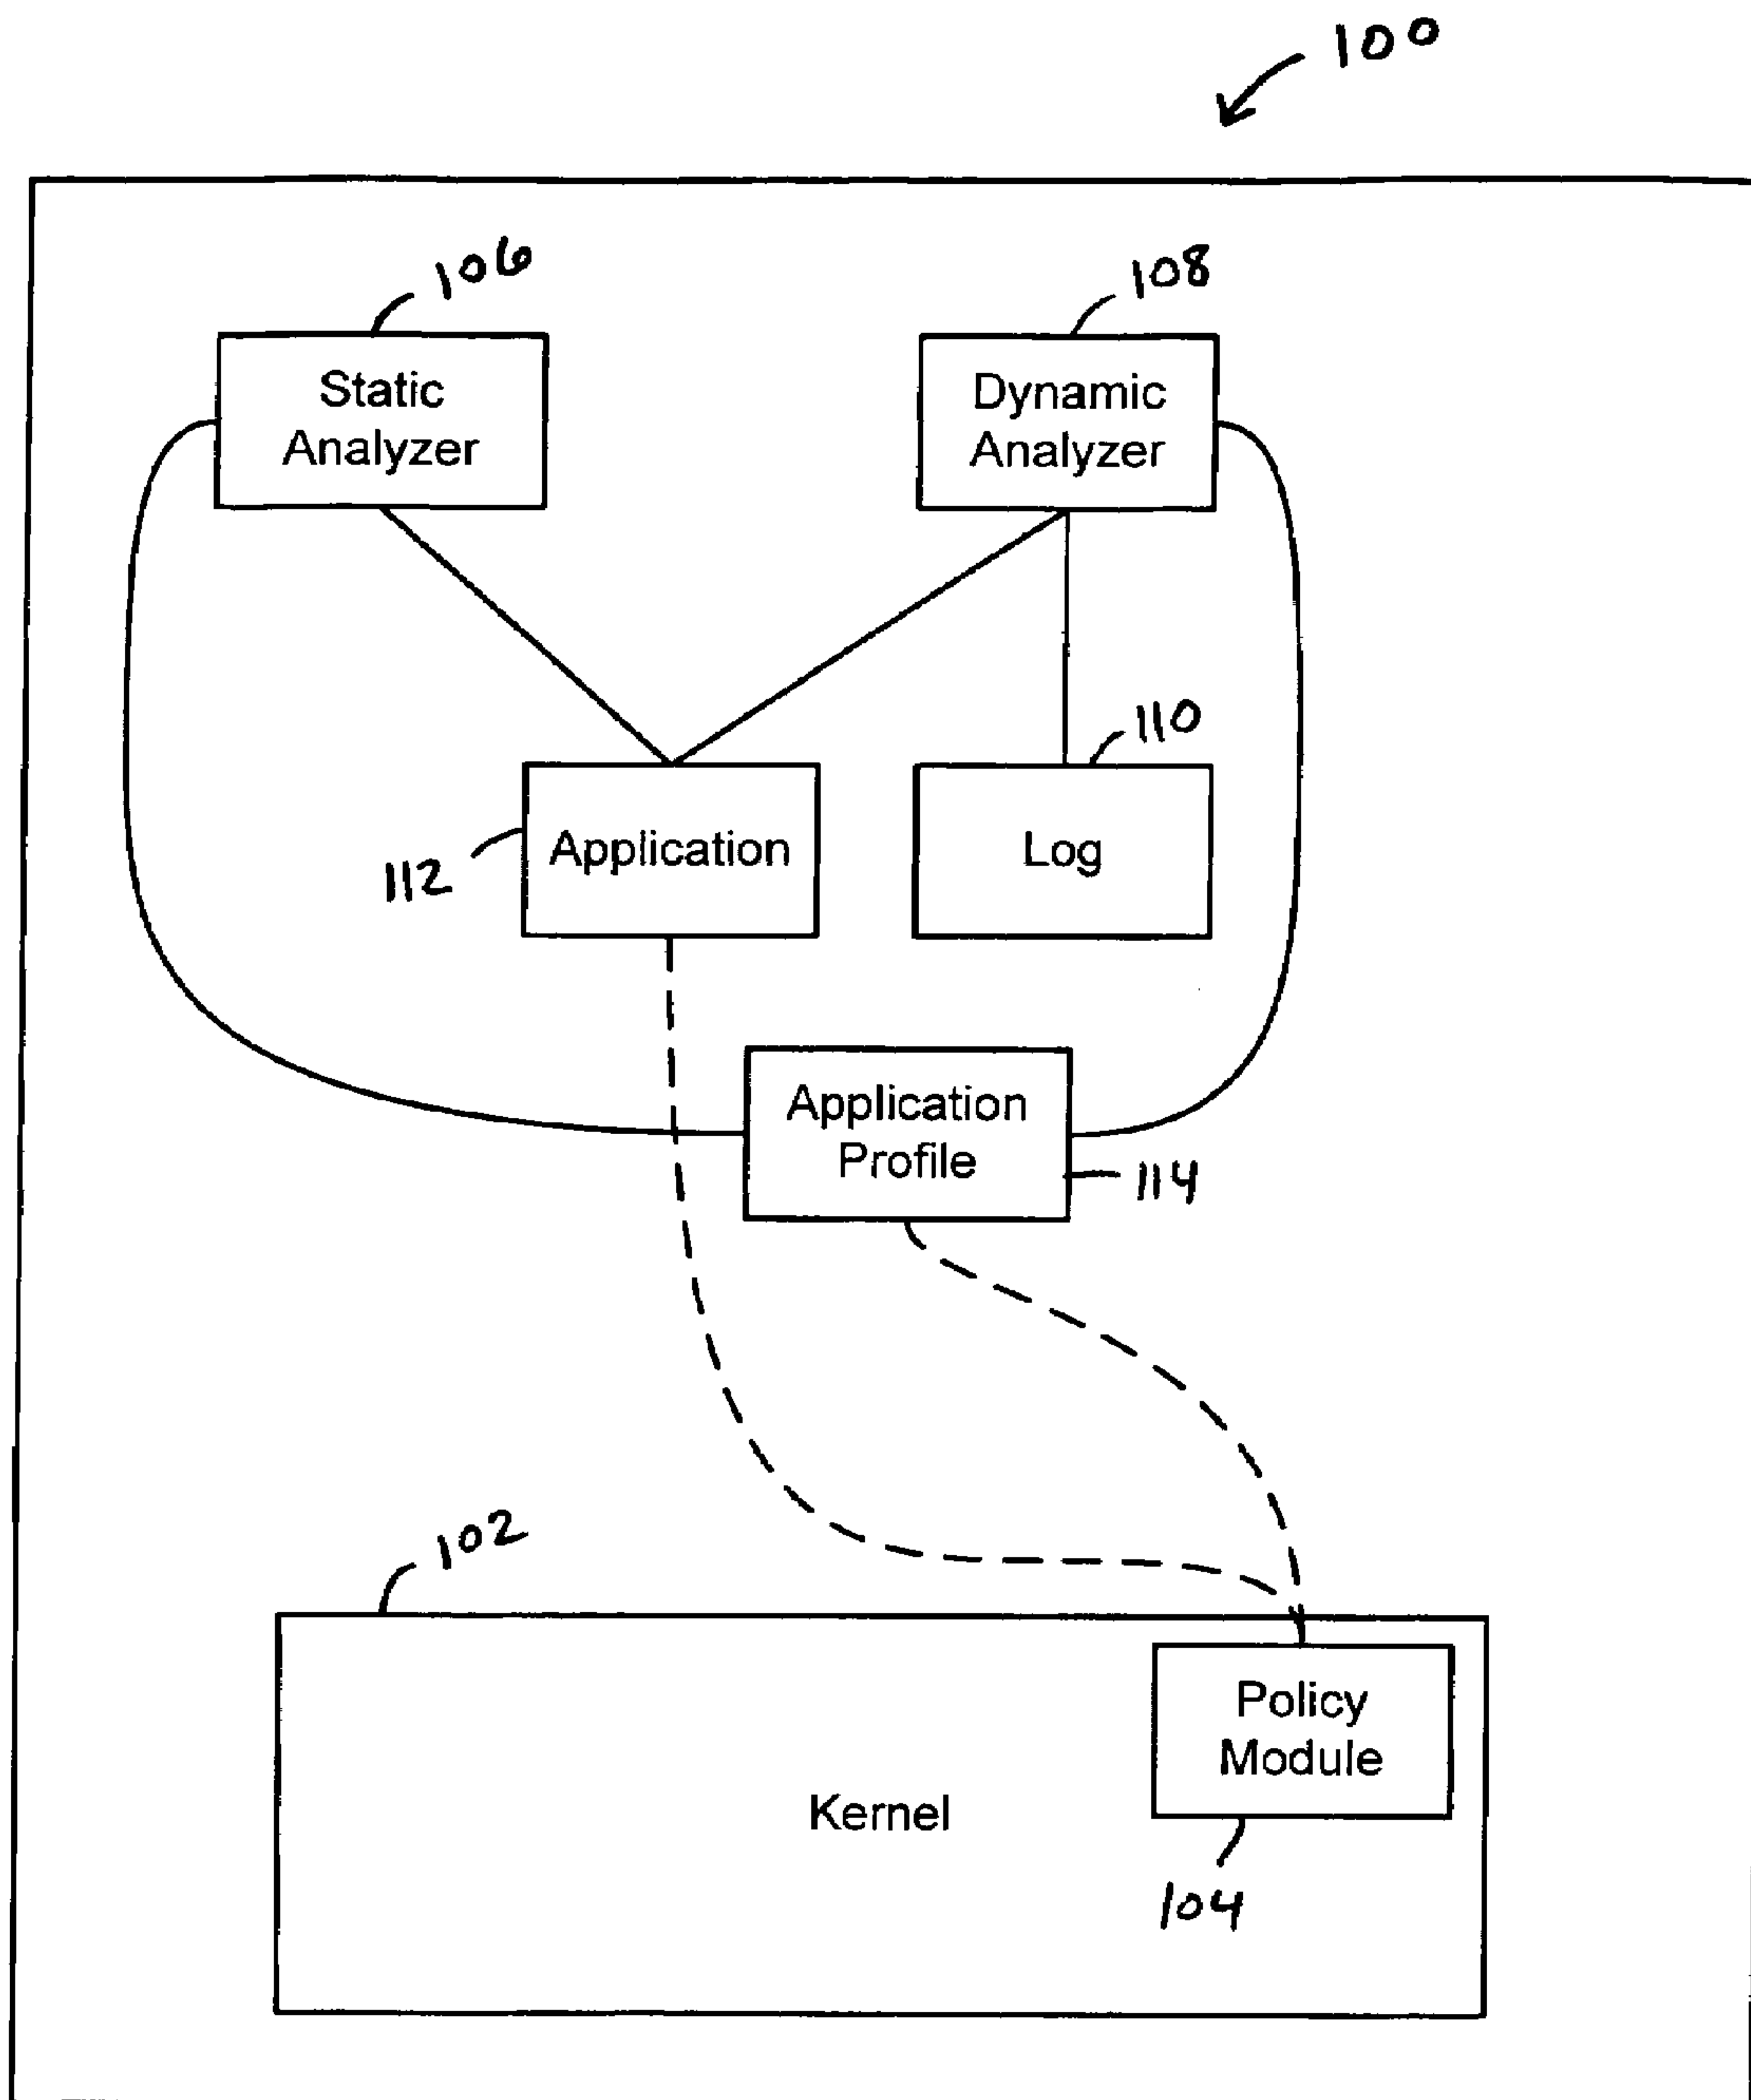 100
106
108
Static
Analyzer
Dynamic
Analyzer
110
112
Application
Log
Application
Profile
114
102
Policy
Module
Kernel
104